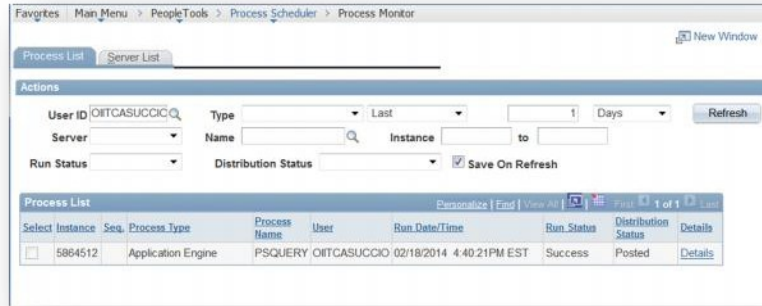 Favorites Main Menu > PeopleTools > Process Scheduler > Process Monitor
New Window
Process List Server List
Actions
User ID OIITCASUCCIO Type Last 1 Days Refresh
Server Name Instance to
Run Status Distribution Status Save On Refresh
Process List Personalize | Find | View All | First 1 of 1 Last
Select Instance Seq. Process Type Process Name User Run Date/Time Run Status Distribution Status Details
5864512 Application Engine PSQUERY OIITCASUCCIO 02/18/2014 4:40:21PM EST Success Posted Details